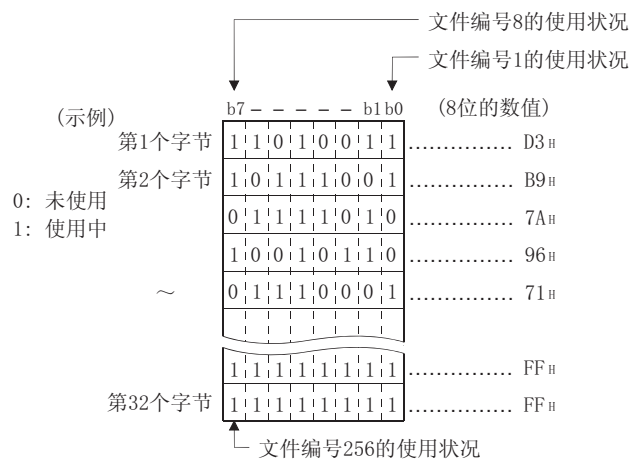 文件编号8的使用状况
文件编号1的使用状况
b7－－－－－b1b0 (8位的数值)
(示例)
第1个字节 1 1 0 1 0 0 1 1 ............... D3H
第2个字节 1 0 1 1 1 0 0 1 ............... B9H
0: 未使用
0 1 1 1 1 0 1 0 ............... 7AH
1: 使用中
1 0 0 1 0 1 1 0 ............... 96H
～ 0 1 1 1 0 0 0 1 ............... 71H
1 1 1 1 1 1 1 1 ............... FFH
第32个字节 1 1 1 1 1 1 1 1 ............... FFH
文件编号256的使用状况